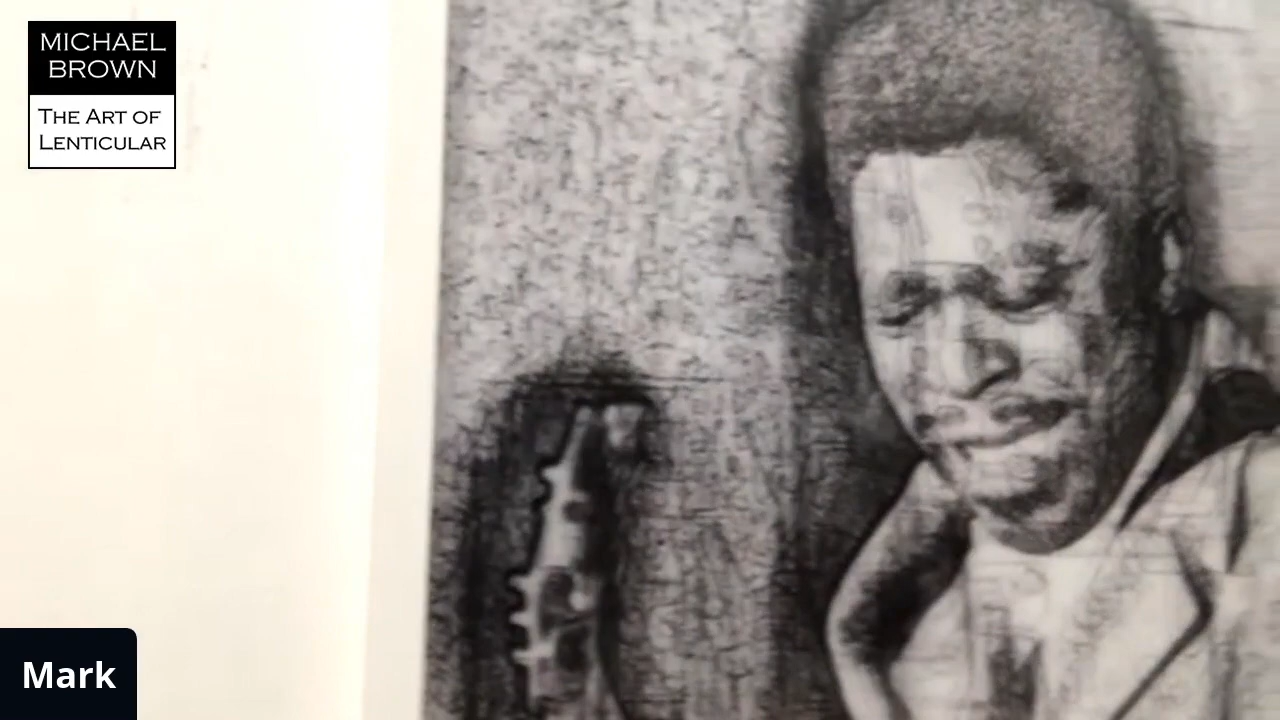 MICHAEL
BROWN
THE ART OF
LENTICULAR
Mark